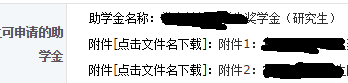 助学金名称：奖学金（研究生）
可申请的助学金
附件[点击文件名下载]：附件1：
附件[点击文件名下载]：附件2：